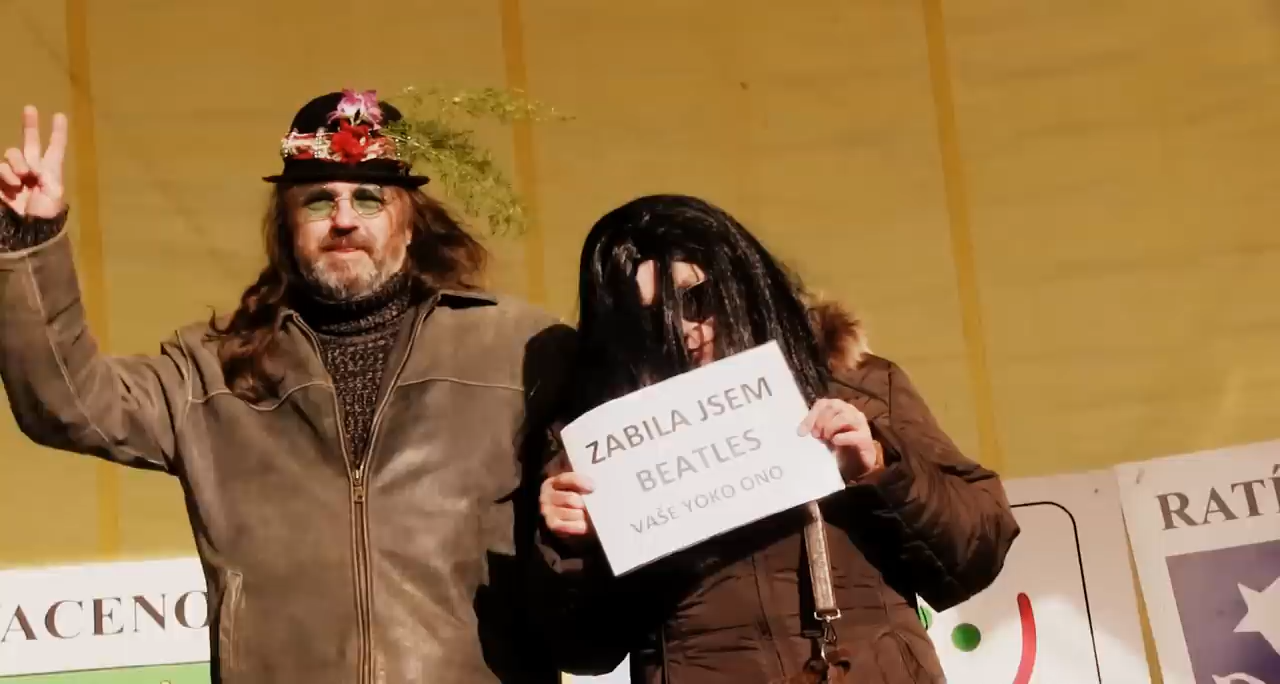 ZABILA JSEM
BEATLES
VAŠE YOKO ONO
ACENO
RATÍ